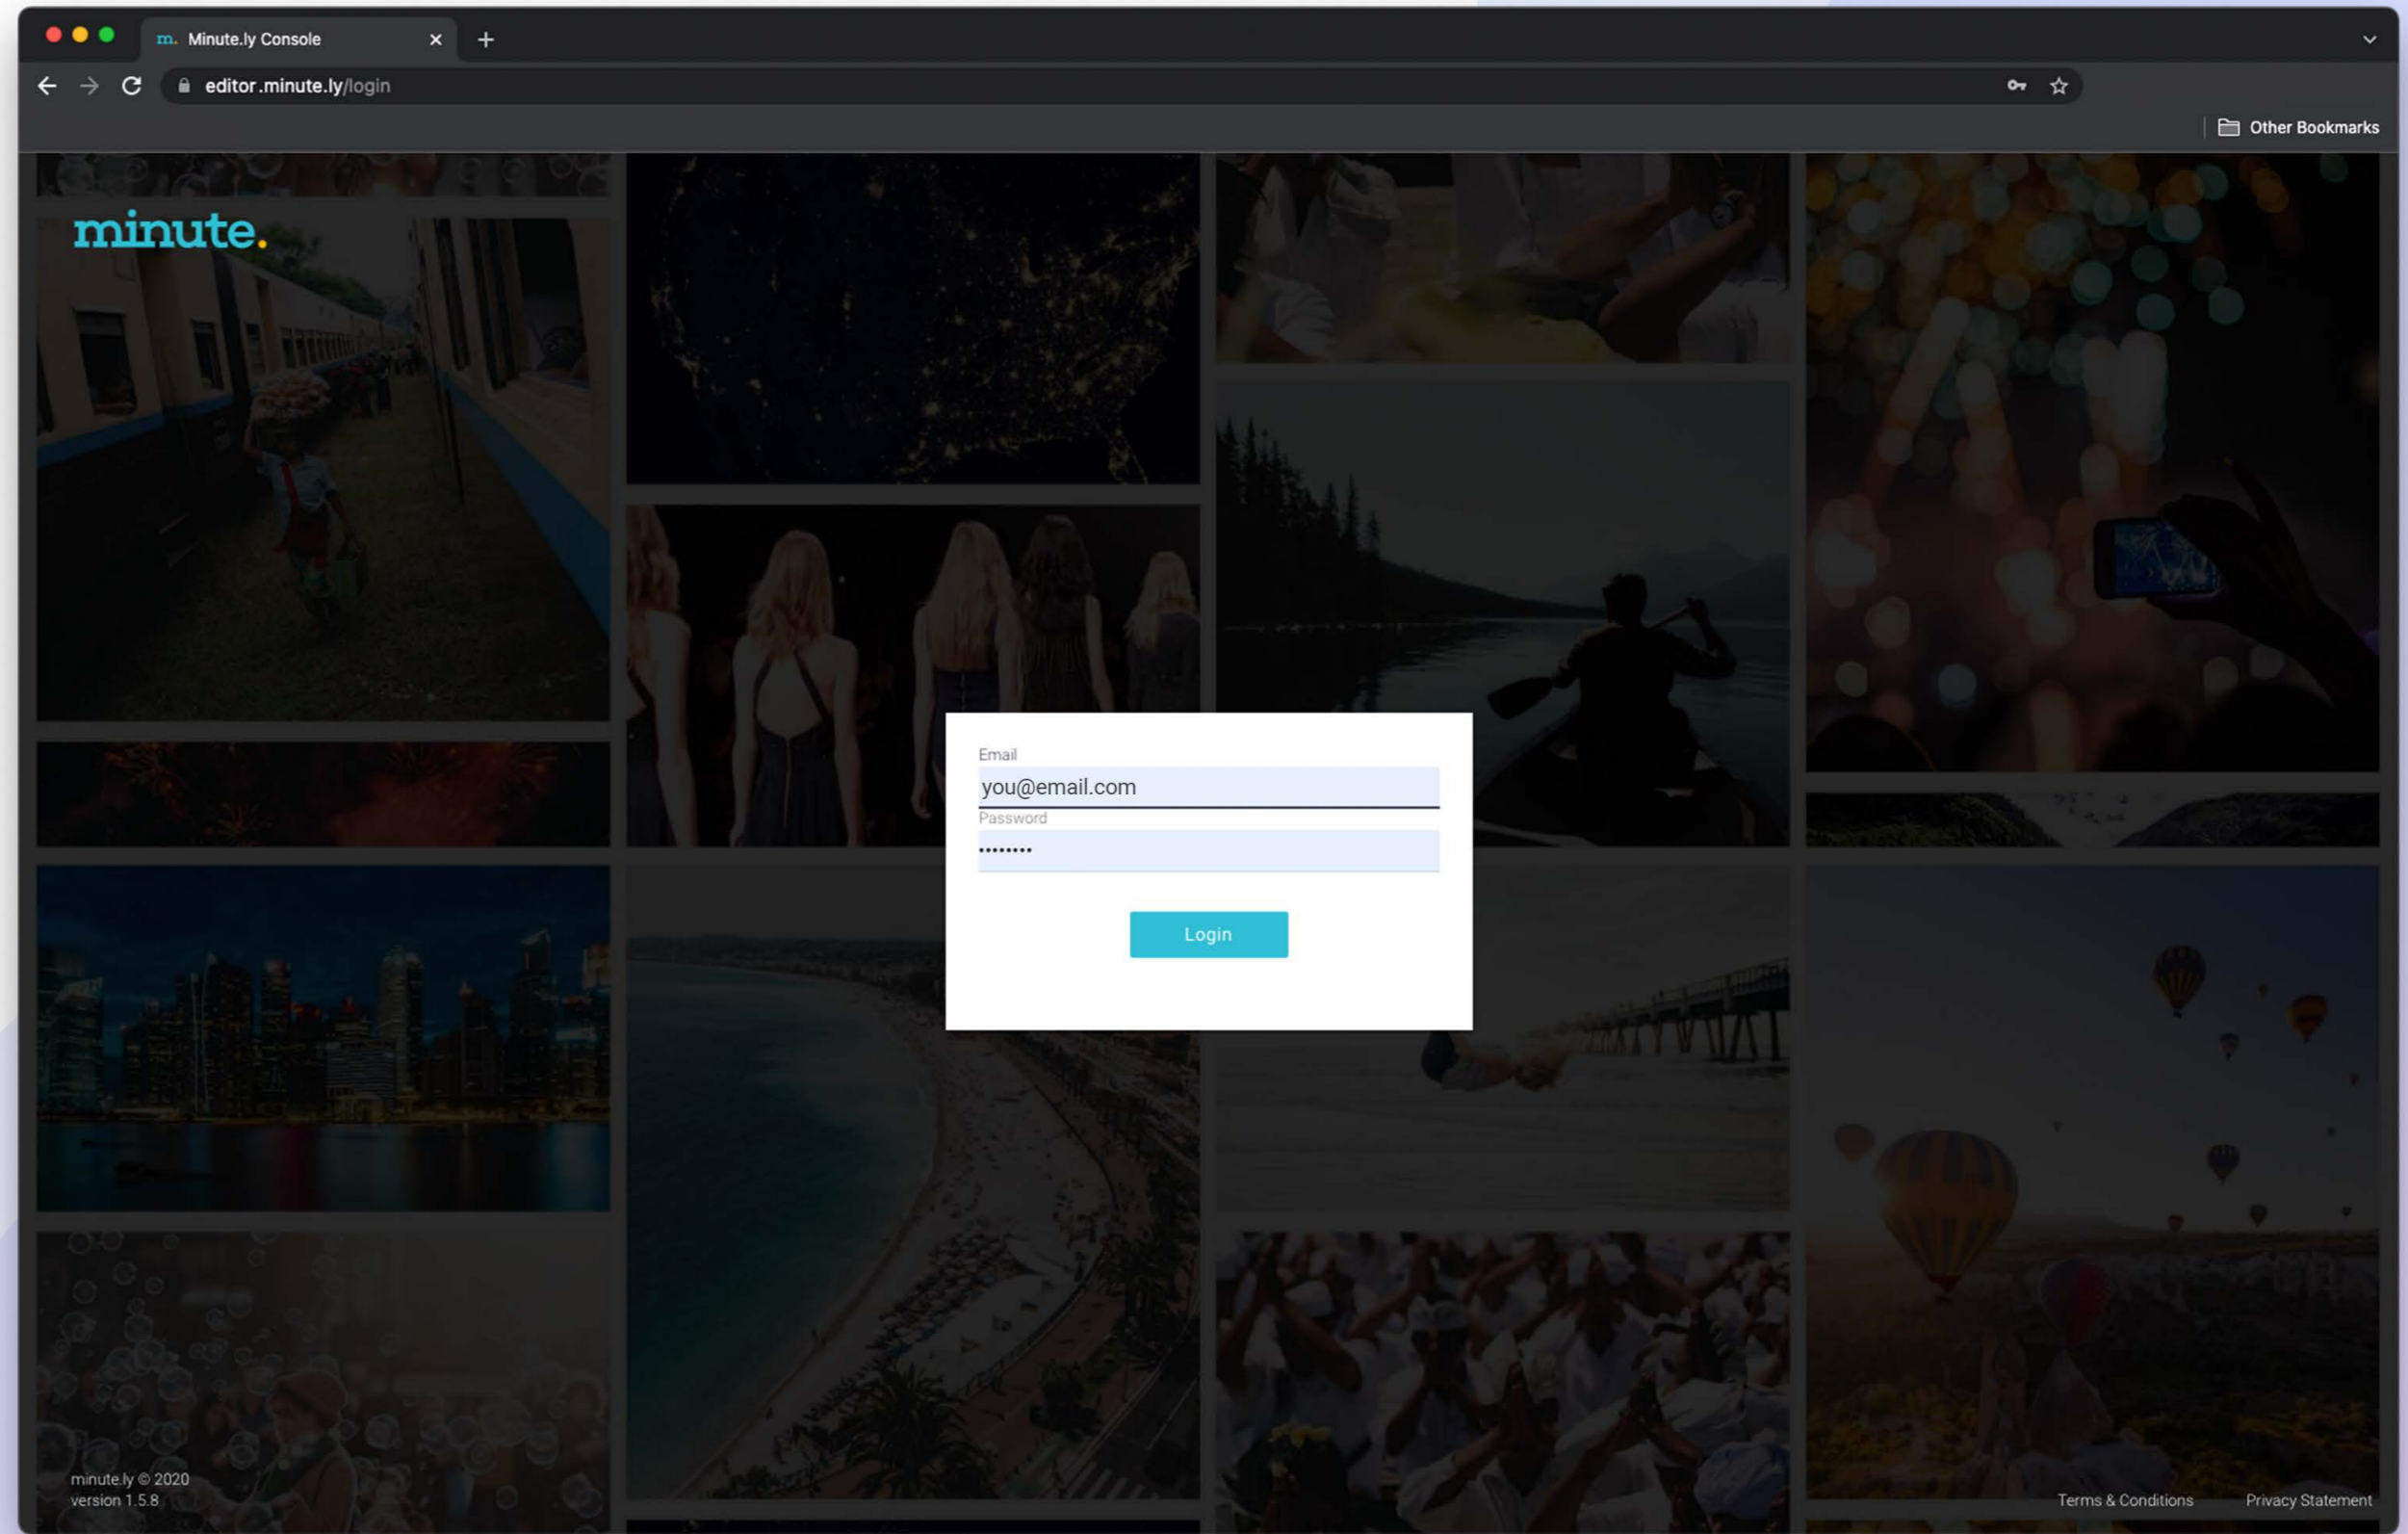 m. Minute.ly Console
editor.minute.ly/login
Other Bookmarks
minute.
Email
you@email.com
Password
••••••••
Login
minute.ly © 2020
version 1.5.8
Terms & Conditions
Privacy Statement